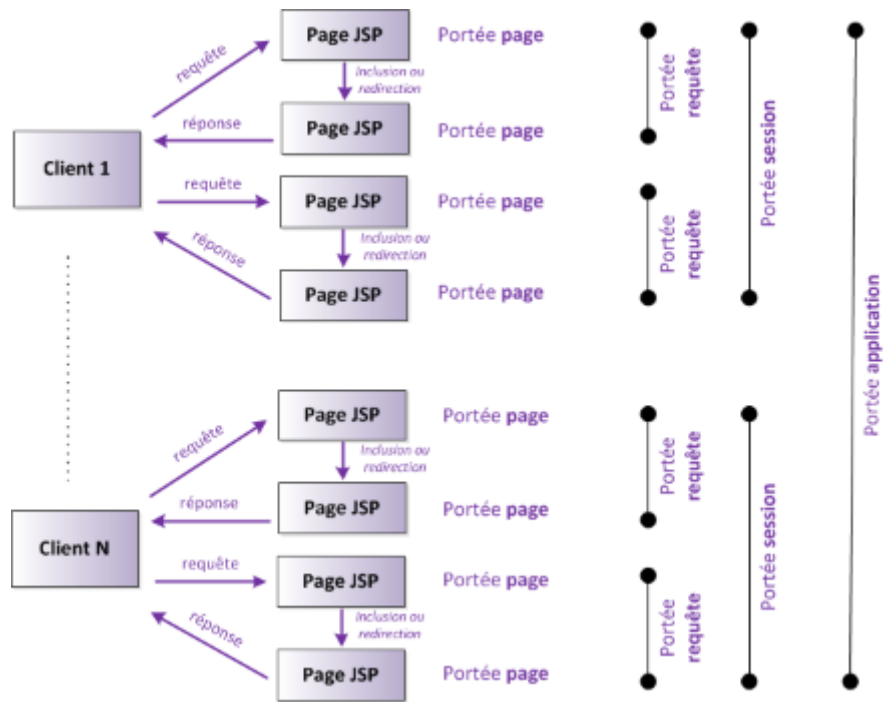 Page JSP
Portée page
requête
Inclusion ou
redirection
Page JSP
Portée page
réponse
Client 1
requête
Page JSP
Portée page
Inclusion ou
redirection
réponse
Page JSP
Portée page
Portée
requête
Portée
requête
Portée session
Portée application
Page JSP
Portée page
requête
Inclusion ou
redirection
Page JSP
Portée page
réponse
Client N
requête
Page JSP
Portée page
Inclusion ou
redirection
réponse
Page JSP
Portée page
Portée
requête
Portée
requête
Portée session